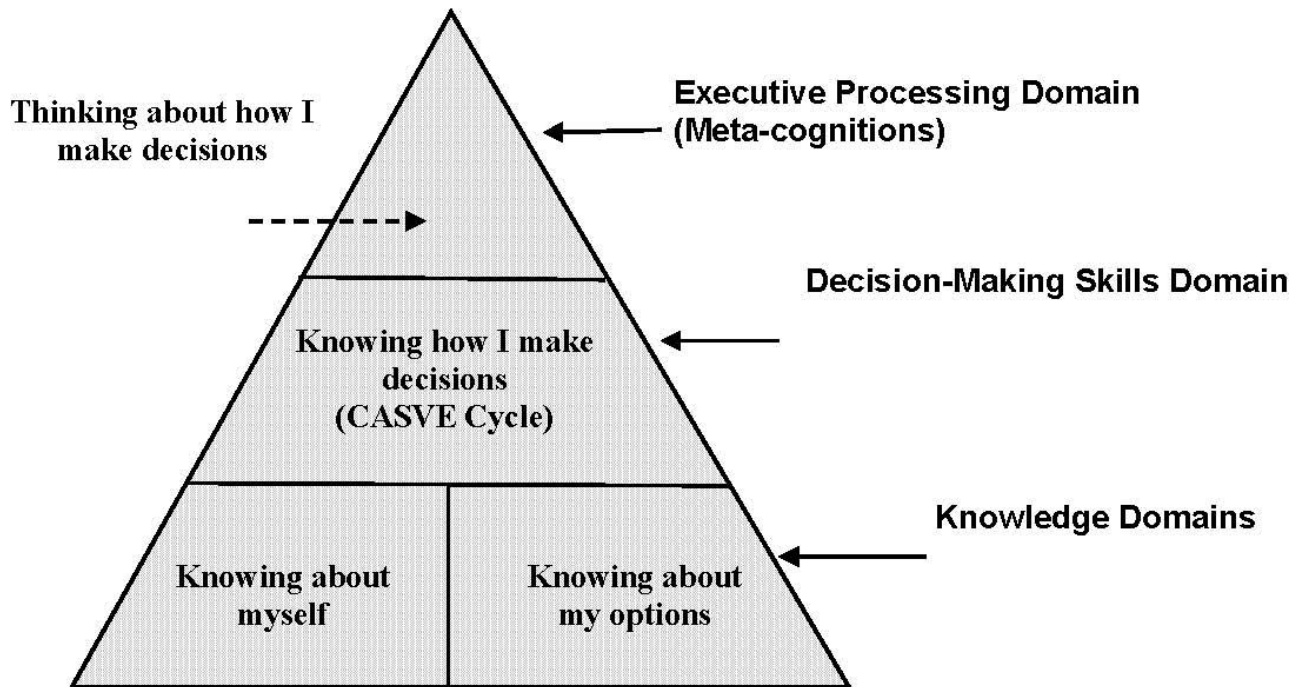 Thinking about how I
make decisions
Executive Processing Domain
(Meta-cognitions)
Decision-Making Skills Domain
Knowing how I make
decisions
(CASVE Cycle)
Knowledge Domains
Knowing about
myself
Knowing about
my options